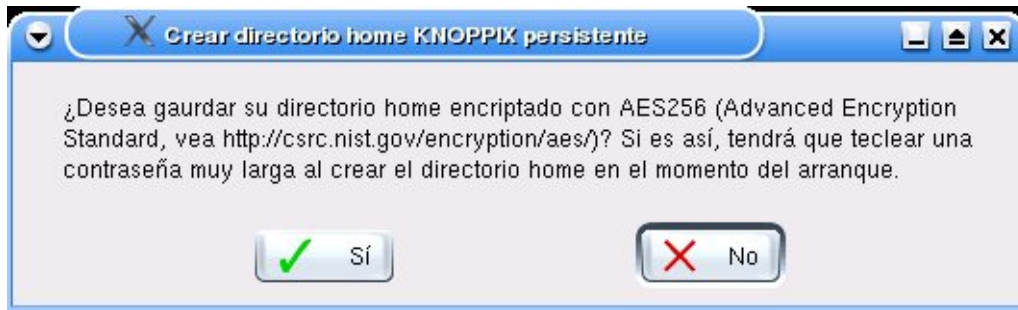 Crear directorio home KNOPPIX persistente
¿Desea gaurdar su directorio home encriptado con AES256 (Advanced Encryption
Standard, vea http://csrc.nist.gov/encryption/aes/)? Si es así, tendrá que teclear una
contraseña muy larga al crear el directorio home en el momento del arranque.
Sí No